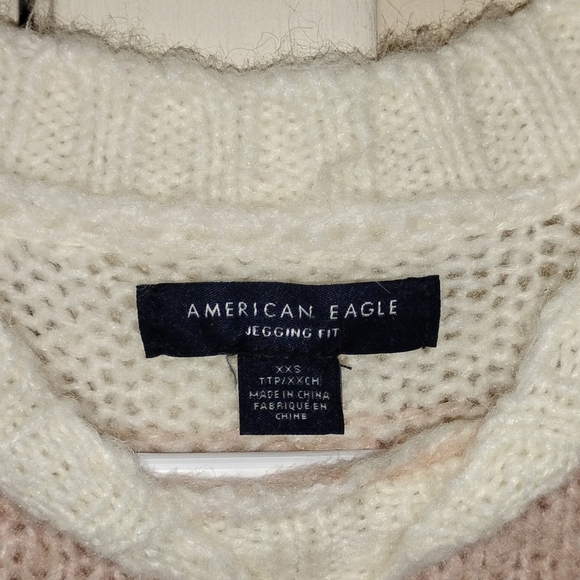 AMERICAN EAGLE
JEGGING FIT
XXS
TTP/XXCH
MADE IN CHINA
FABRIQUÉ EN
CHINE